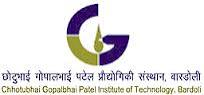 छोटुभाई गोपालभाई पटेल प्रौद्योगिकी संस्थान, बारडोली
Chhotubhai Gopalbhai Patel Institute of Technology, Bardoli